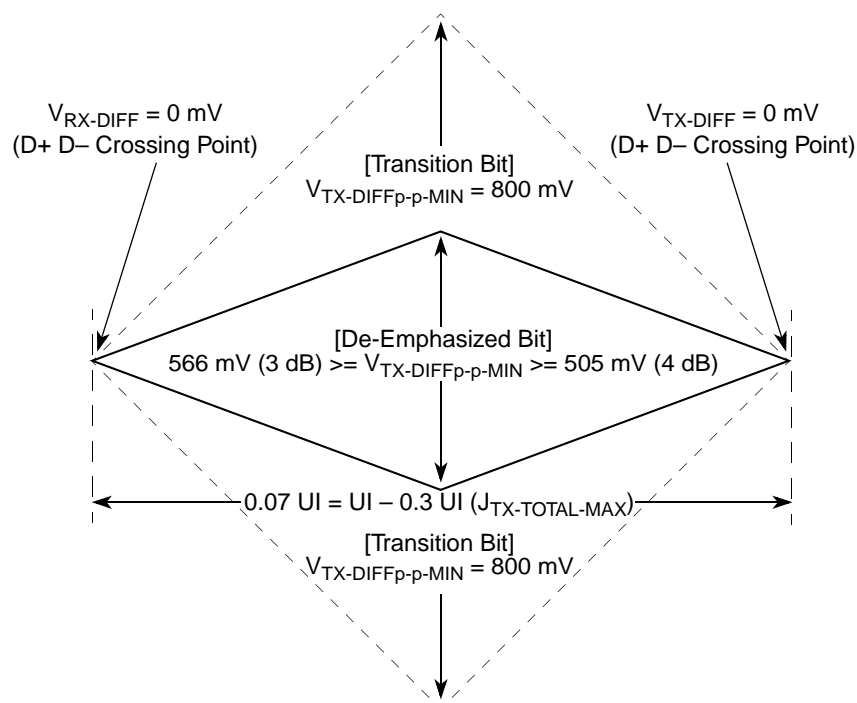 V_RX-DIFF = 0 mV
(D+ D– Crossing Point)
V_TX-DIFF = 0 mV
(D+ D– Crossing Point)
[Transition Bit]
V_TX-DIFFp-p-MIN = 800 mV
[De-Emphasized Bit]
566 mV (3 dB) >= V_TX-DIFFp-p-MIN >= 505 mV (4 dB)
0.07 UI = UI – 0.3 UI (J_TX-TOTAL-MAX)
[Transition Bit]
V_TX-DIFFp-p-MIN = 800 mV